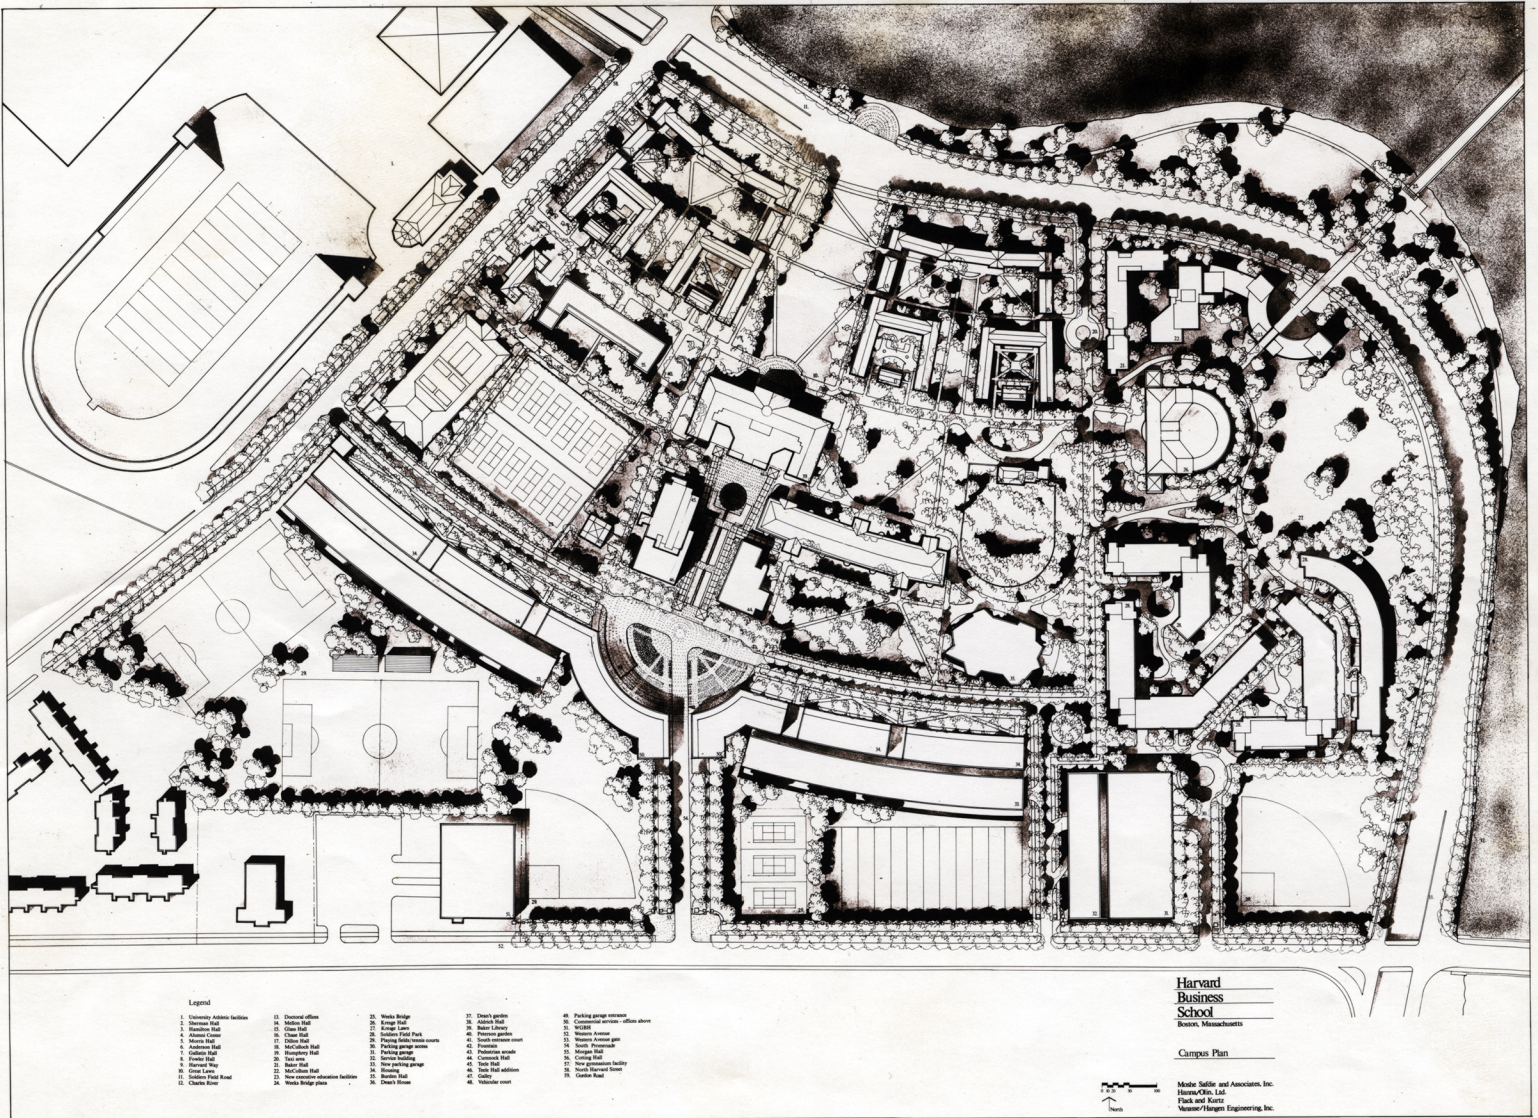 Legend
1. University Athletic facilities
2. Sherman Hall
3. Hamilton Hall
4. Alumni Center
5. Morris Hall
6. Anderson Hall
7. Gallatin Hall
8. Fowler Hall
9. Harvard Way
10. Great Lawn
11. Soldiers Field Road
12. Charles River
13. Doctoral offices
14. Mellon Hall
15. Glass Hall
16. Chase Hall
17. Dillon Hall
18. McCulloch Hall
19. Humphrey Hall
20. Taxi area
21. Baker Hall
22. McCollum Hall
23. New executive education facilities
24. Weeks Bridge plaza
25. Weeks Bridge
26. Kresge Hall
27. Kresge Lawn
28. Soldiers Field Park
29. Playing fields/tennis courts
30. Parking garage access
31. Parking garage
32. Service building
33. New parking garage
34. Housing
35. Burden Hall
36. Dean's House
37. Dean's garden
38. Aldrich Hall
39. Baker Library
40. Peterson garden
41. South entrance court
42. Fountain
43. Pedestrian arcade
44. Cumnock Hall
45. Teele Hall
46. Teele Hall addition
47. Galley
48. Vehicular court
49. Parking garage entrance
50. Commercial services - offices above
51. WGBH
52. Western Avenue
53. Western Avenue gate
54. South Promenade
55. Morgan Hall
56. Cotting Hall
57. New gymnasium facility
58. North Harvard Street
59. Gordon Road
Harvard
Business
School
Boston, Massachusetts
Campus Plan
North
Moshe Safdie and Associates, Inc.
Hanna/Olin, Ltd.
Flack and Kurtz
Vanasse/Hangen Engineering, Inc.